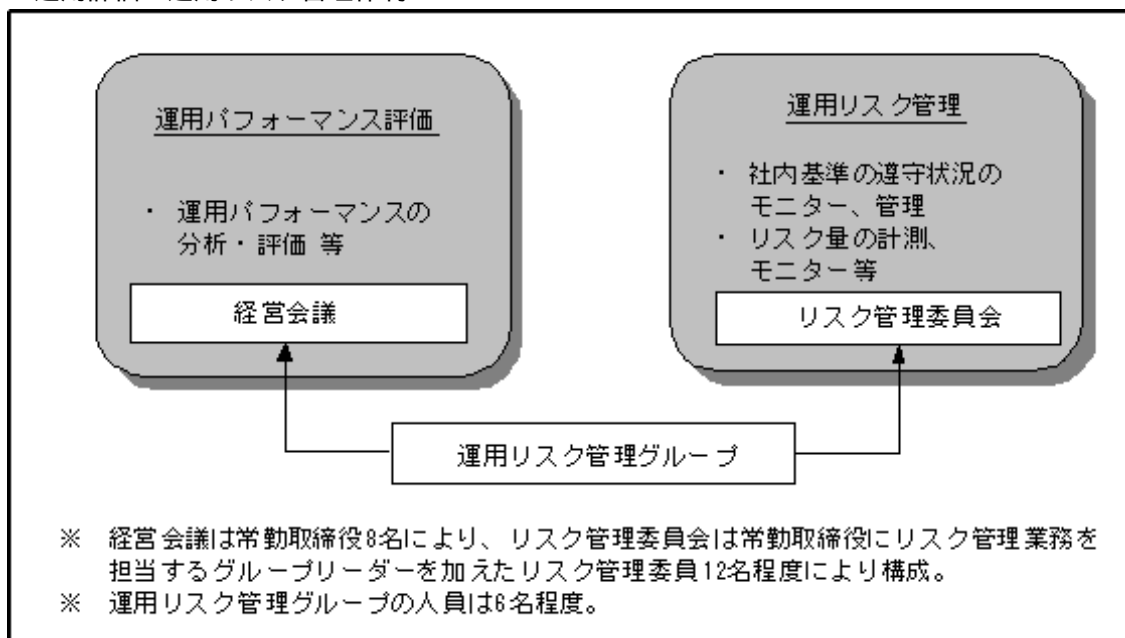 運用パフォーマンス評価
・ 運用パフォーマンスの
分析・評価 等
経営会議
運用リスク管理
・ 社内基準の遵守状況の
モニター、管理
・ リスク量の計測、
モニター等
リスク管理委員会
運用リスク管理グループ
※ 経営会議は常勤取締役8名により、リスク管理委員会は常勤取締役にリスク管理業務を
担当するグループリーダーを加えたリスク管理委員12名程度により構成。
※ 運用リスク管理グループの人員は6名程度。